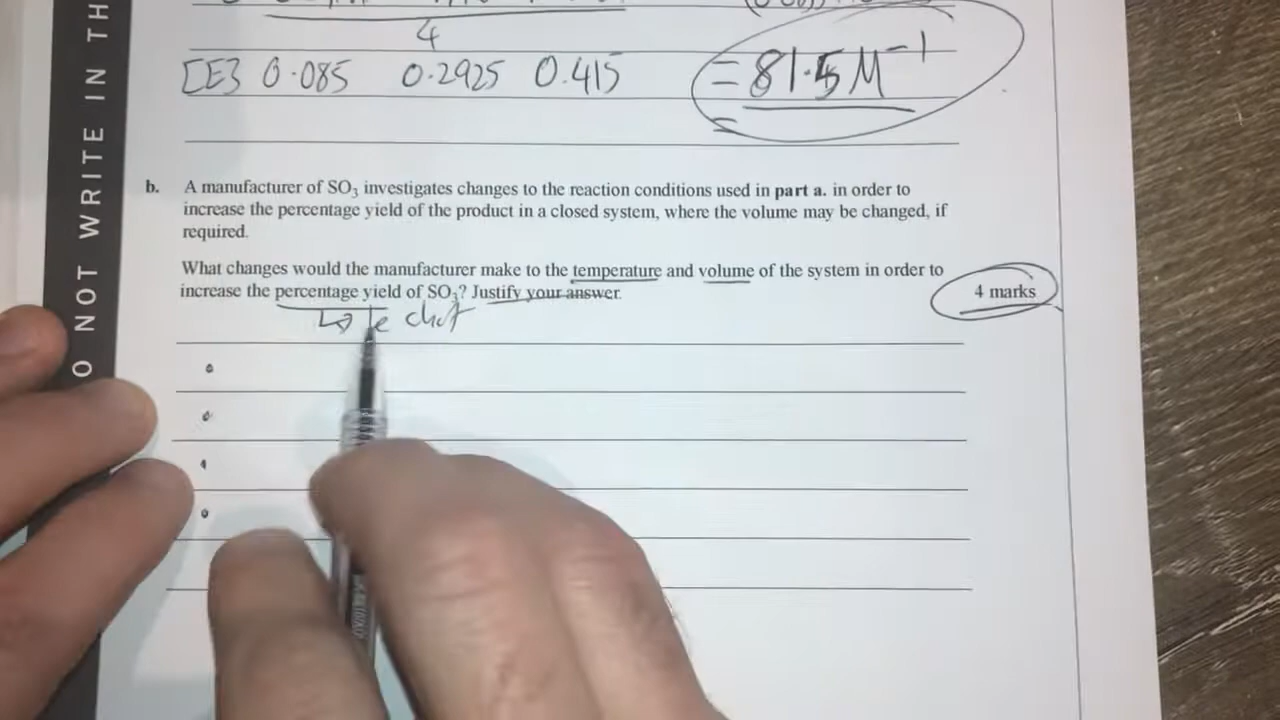 4
[E] 0.085 0.2925 0.415 = 81.5 M⁻¹
b. A manufacturer of SO₃ investigates changes to the reaction conditions used in part a. in order to
increase the percentage yield of the product in a closed system, where the volume may be changed, if
required.
What changes would the manufacturer make to the temperature and volume of the system in order to
increase the percentage yield of SO₃? Justify your answer.
4 marks
O NOT WRITE IN TH